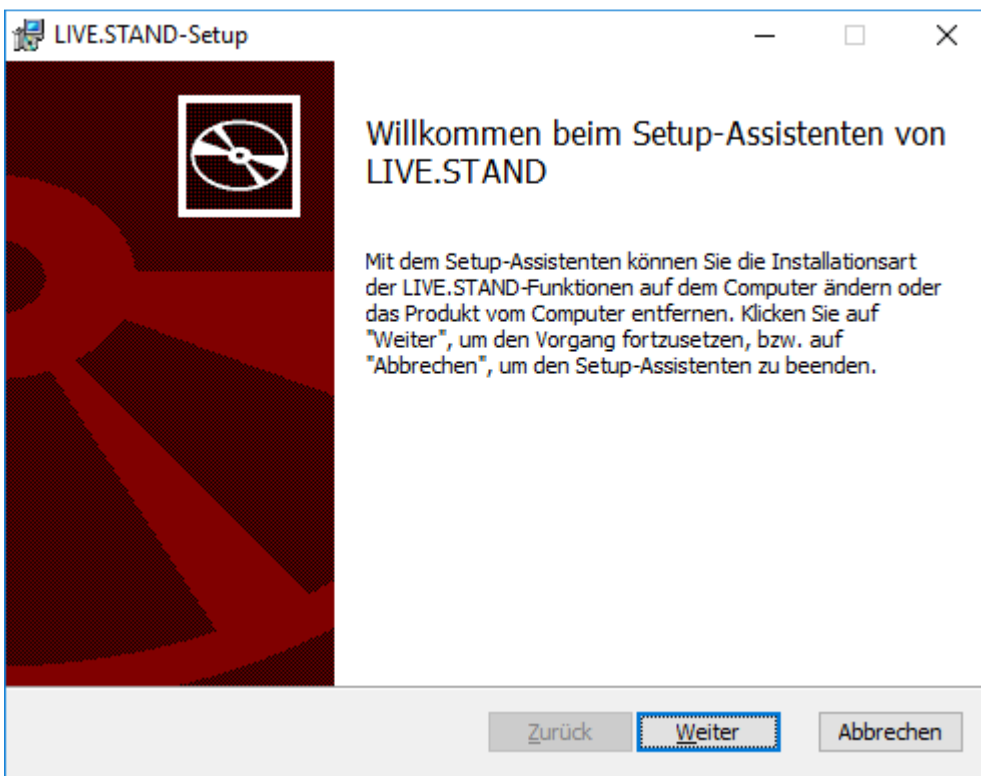 LIVE.STAND-Setup
Willkommen beim Setup-Assistenten von
LIVE.STAND
Mit dem Setup-Assistenten können Sie die Installationsart
der LIVE.STAND-Funktionen auf dem Computer ändern oder
das Produkt vom Computer entfernen. Klicken Sie auf
"Weiter", um den Vorgang fortzusetzen, bzw. auf
"Abbrechen", um den Setup-Assistenten zu beenden.
Zurück Weiter Abbrechen